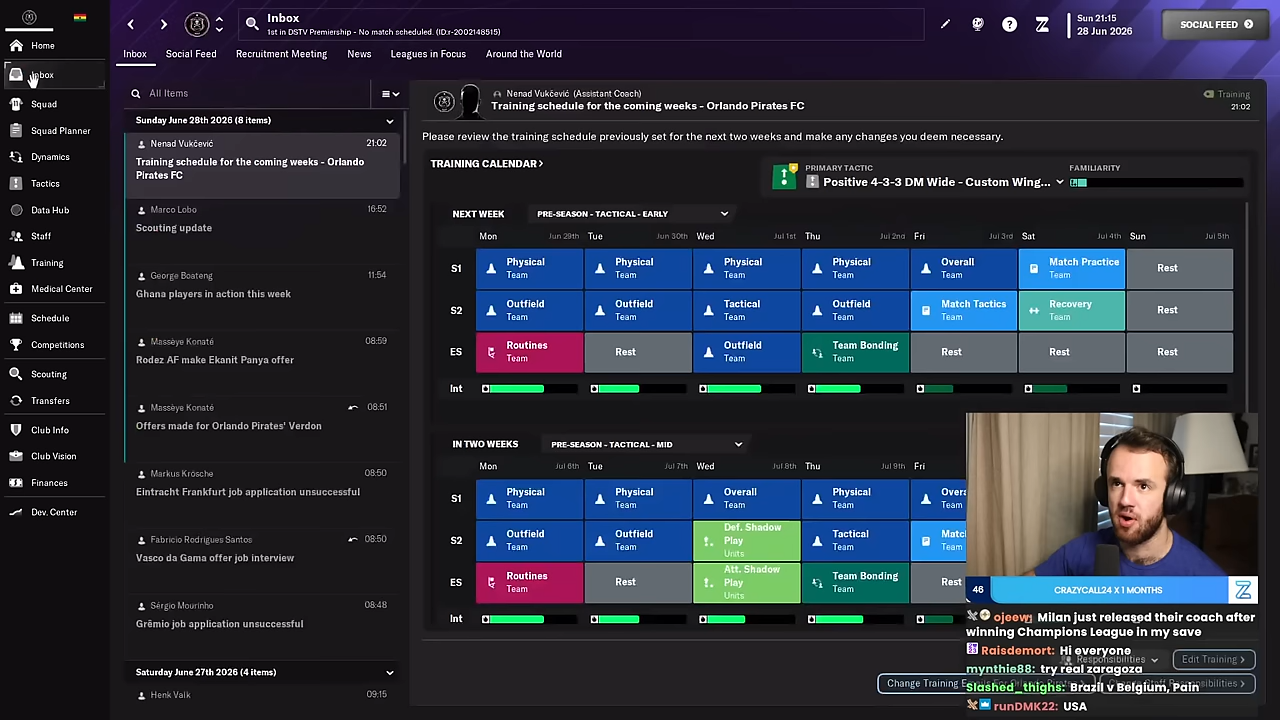 Inbox
1st in DSTV Premiership - No match scheduled. (ID:R-2002148515)
Sun 21:15
28 Jun 2026
SOCIAL FEED
Home
Inbox
Squad
Squad Planner
Dynamics
Tactics
Data Hub
Staff
Training
Medical Center
Schedule
Competitions
Scouting
Transfers
Club Info
Club Vision
Finances
Dev. Center
Inbox
Social Feed
Recruitment Meeting
News
Leagues in Focus
Around the World
All Items
Sunday June 28th 2026 (8 items)
Nenad Vukčević 21:02
Training schedule for the coming weeks - Orlando
Pirates FC
Marco Lobo 16:52
Scouting update
George Boateng 11:54
Ghana players in action this week
Massèye Konaté 08:59
Rodez AF make Ekanit Panya offer
Massèye Konaté 08:51
Offers made for Orlando Pirates' Verdon
Markus Krösche 08:50
Eintracht Frankfurt job application unsuccessful
Fabricio Rodrigues Santos 08:50
Vasco da Gama offer job interview
Sérgio Mourinho 08:48
Grêmio job application unsuccessful
Saturday June 27th 2026 (4 items)
Henk Valk 09:15
Nenad Vukčević (Assistant Coach)
Training schedule for the coming weeks - Orlando Pirates FC
Training
21:02
Please review the training schedule previously set for the next two weeks and make any changes you deem necessary.
TRAINING CALENDAR
PRIMARY TACTIC
Positive 4-3-3 DM Wide - Custom Wing...
FAMILIARITY
NEXT WEEK
PRE-SEASON - TACTICAL - EARLY
Mon Jun 29th Tue Jun 30th Wed Jul 1st Thu Jul 2nd Fri Jul 3rd Sat Jul 4th Sun Jul 5th
S1
Physical Physical Physical Physical Overall Match Practice Rest
Team Team Team Team Team Team
S2
Outfield Outfield Tactical Outfield Match Tactics Recovery Rest
Team Team Team Team Team Team
ES
Routines Rest Outfield Team Bonding Rest Rest Rest
Team Team Team
Int
IN TWO WEEKS
PRE-SEASON - TACTICAL - MID
Mon Jul 6th Tue Jul 7th Wed Jul 8th Thu Jul 9th Fri
S1
Physical Physical Overall Physical Overa
Team Team Team Team Team
S2
Outfield Outfield Def. Shadow Play Tactical Matc
Team Team Units Team Team
ES
Routines Rest Att. Shadow Play Team Bonding Rest
Team Units Team
Int
46
CRAZYCALL24 X 1 MONTHS
ojeewj Milan just released their coach after
winning Champions League in my save
Raisdemort: Hi everyone
mynthie88: try real zaragoza
Slashed_thighs: Brazil v Belgium, Pain
runDMK22: USA
Responsibilities
Edit Training
Change Training
Responsibilities